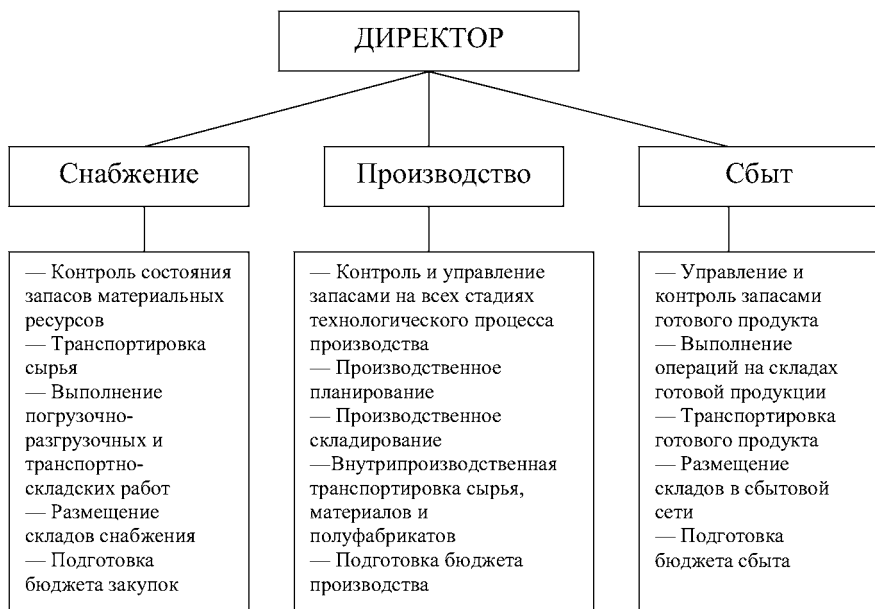 ДИРЕКТОР
Снабжение
Производство
Сбыт
— Контроль состояния
запасов материальных
ресурсов
— Транспортировка
сырья
— Выполнение
погрузочно-
разгрузочных и
транспортно-
складских работ
— Размещение
складов снабжения
— Подготовка
бюджета закупок
— Контроль и управление
запасами на всех стадиях
технологического процесса
производства
— Производственное
планирование
— Производственное
складирование
—Внутрипроизводственная
транспортировка сырья,
материалов и
полуфабрикатов
— Подготовка бюджета
производства
— Управление и
контроль запасами
готового продукта
— Выполнение
операций на складах
готовой продукции
— Транспортировка
готового продукта
— Размещение
складов в сбытовой
сети
— Подготовка
бюджета сбыта